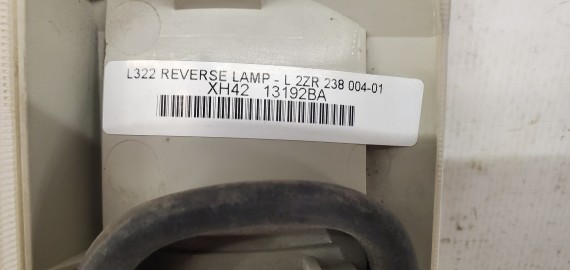 L322 REVERSE LAMP - L 2ZR 238 004-01
XH42 13192BA